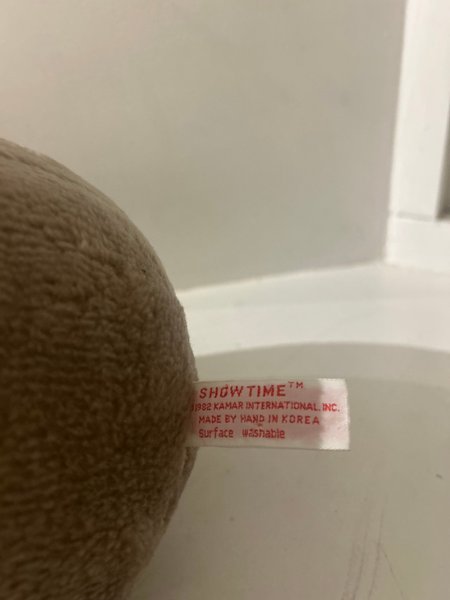 SHOWTIME™
1982 KAMAR INTERNATIONAL, INC.
MADE BY HAND IN KOREA
Surface washable